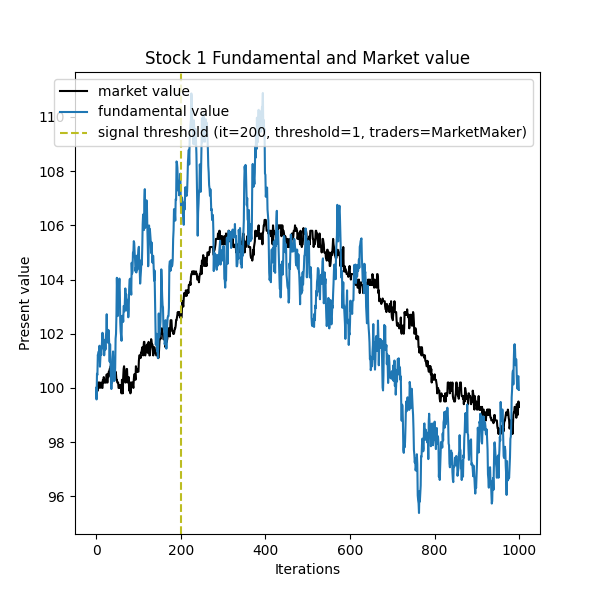 Stock 1 Fundamental and Market value
market value
fundamental value
signal threshold (it=200, threshold=1, traders=MarketMaker)
110
108
106
104
102
100
98
96
Present value
0 200 400 600 800 1000
Iterations